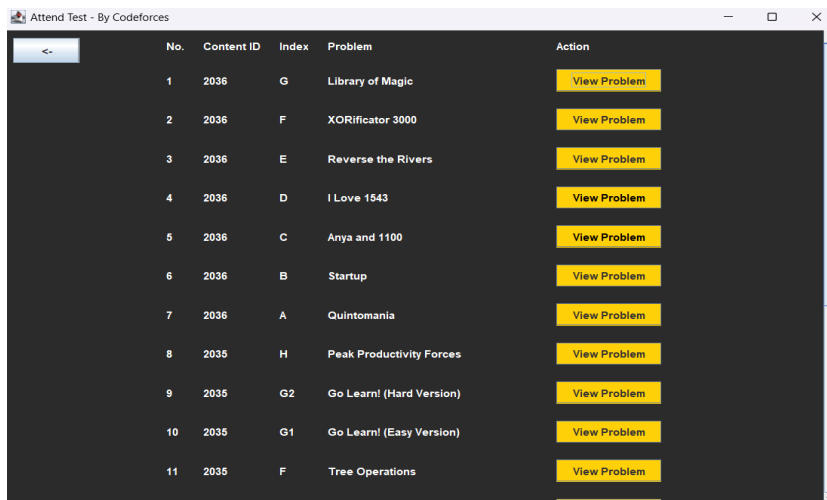 Attend Test - By Codeforces
<-
No. Content ID Index Problem Action
1 2036 G Library of Magic View Problem
2 2036 F XORificator 3000 View Problem
3 2036 E Reverse the Rivers View Problem
4 2036 D I Love 1543 View Problem
5 2036 C Anya and 1100 View Problem
6 2036 B Startup View Problem
7 2036 A Quintomania View Problem
8 2035 H Peak Productivity Forces View Problem
9 2035 G2 Go Learn! (Hard Version) View Problem
10 2035 G1 Go Learn! (Easy Version) View Problem
11 2035 F Tree Operations View Problem